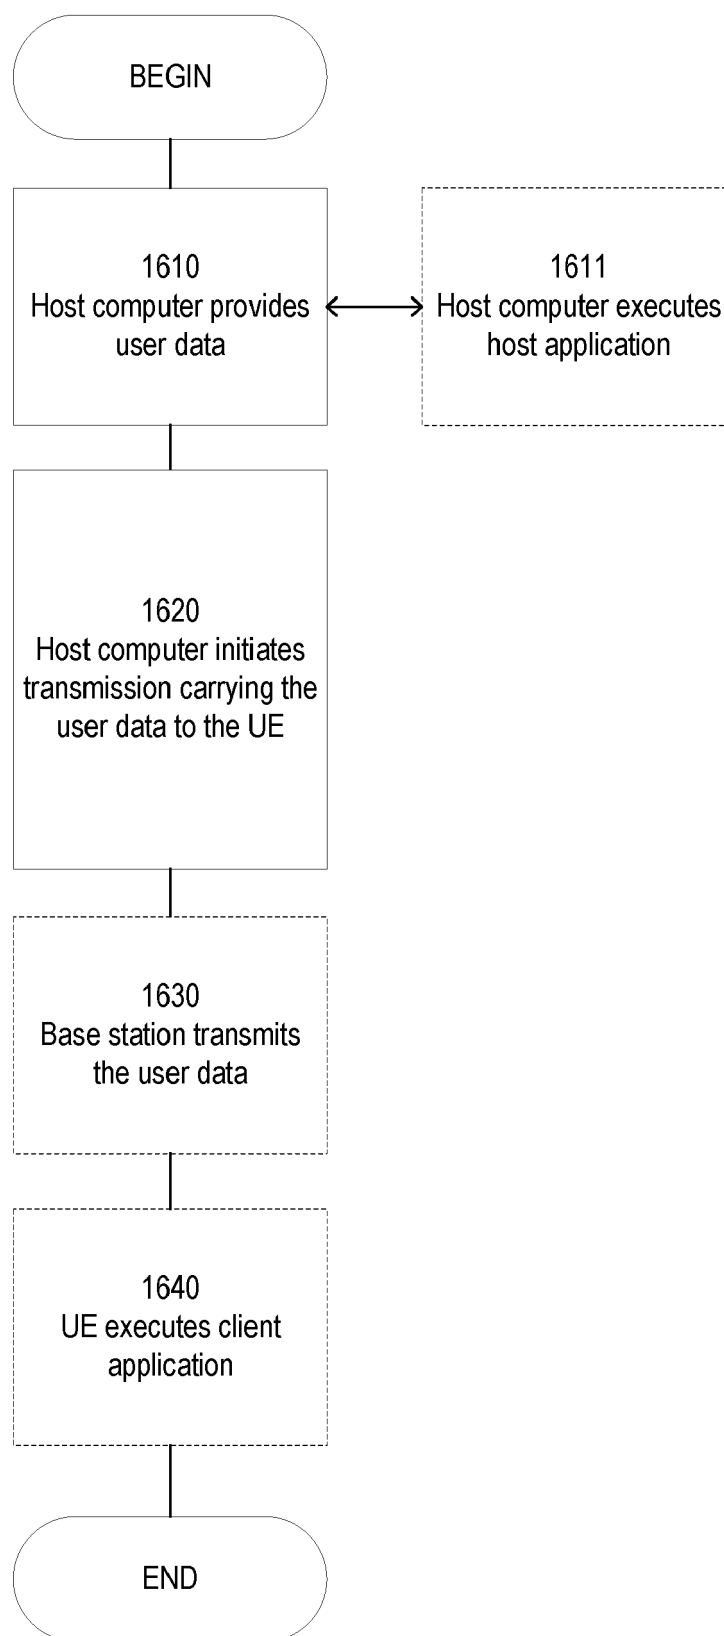 BEGIN
1610
Host computer provides
user data
1611
Host computer executes
host application
1620
Host computer initiates
transmission carrying the
user data to the UE
1630
Base station transmits
the user data
1640
UE executes client
application
END